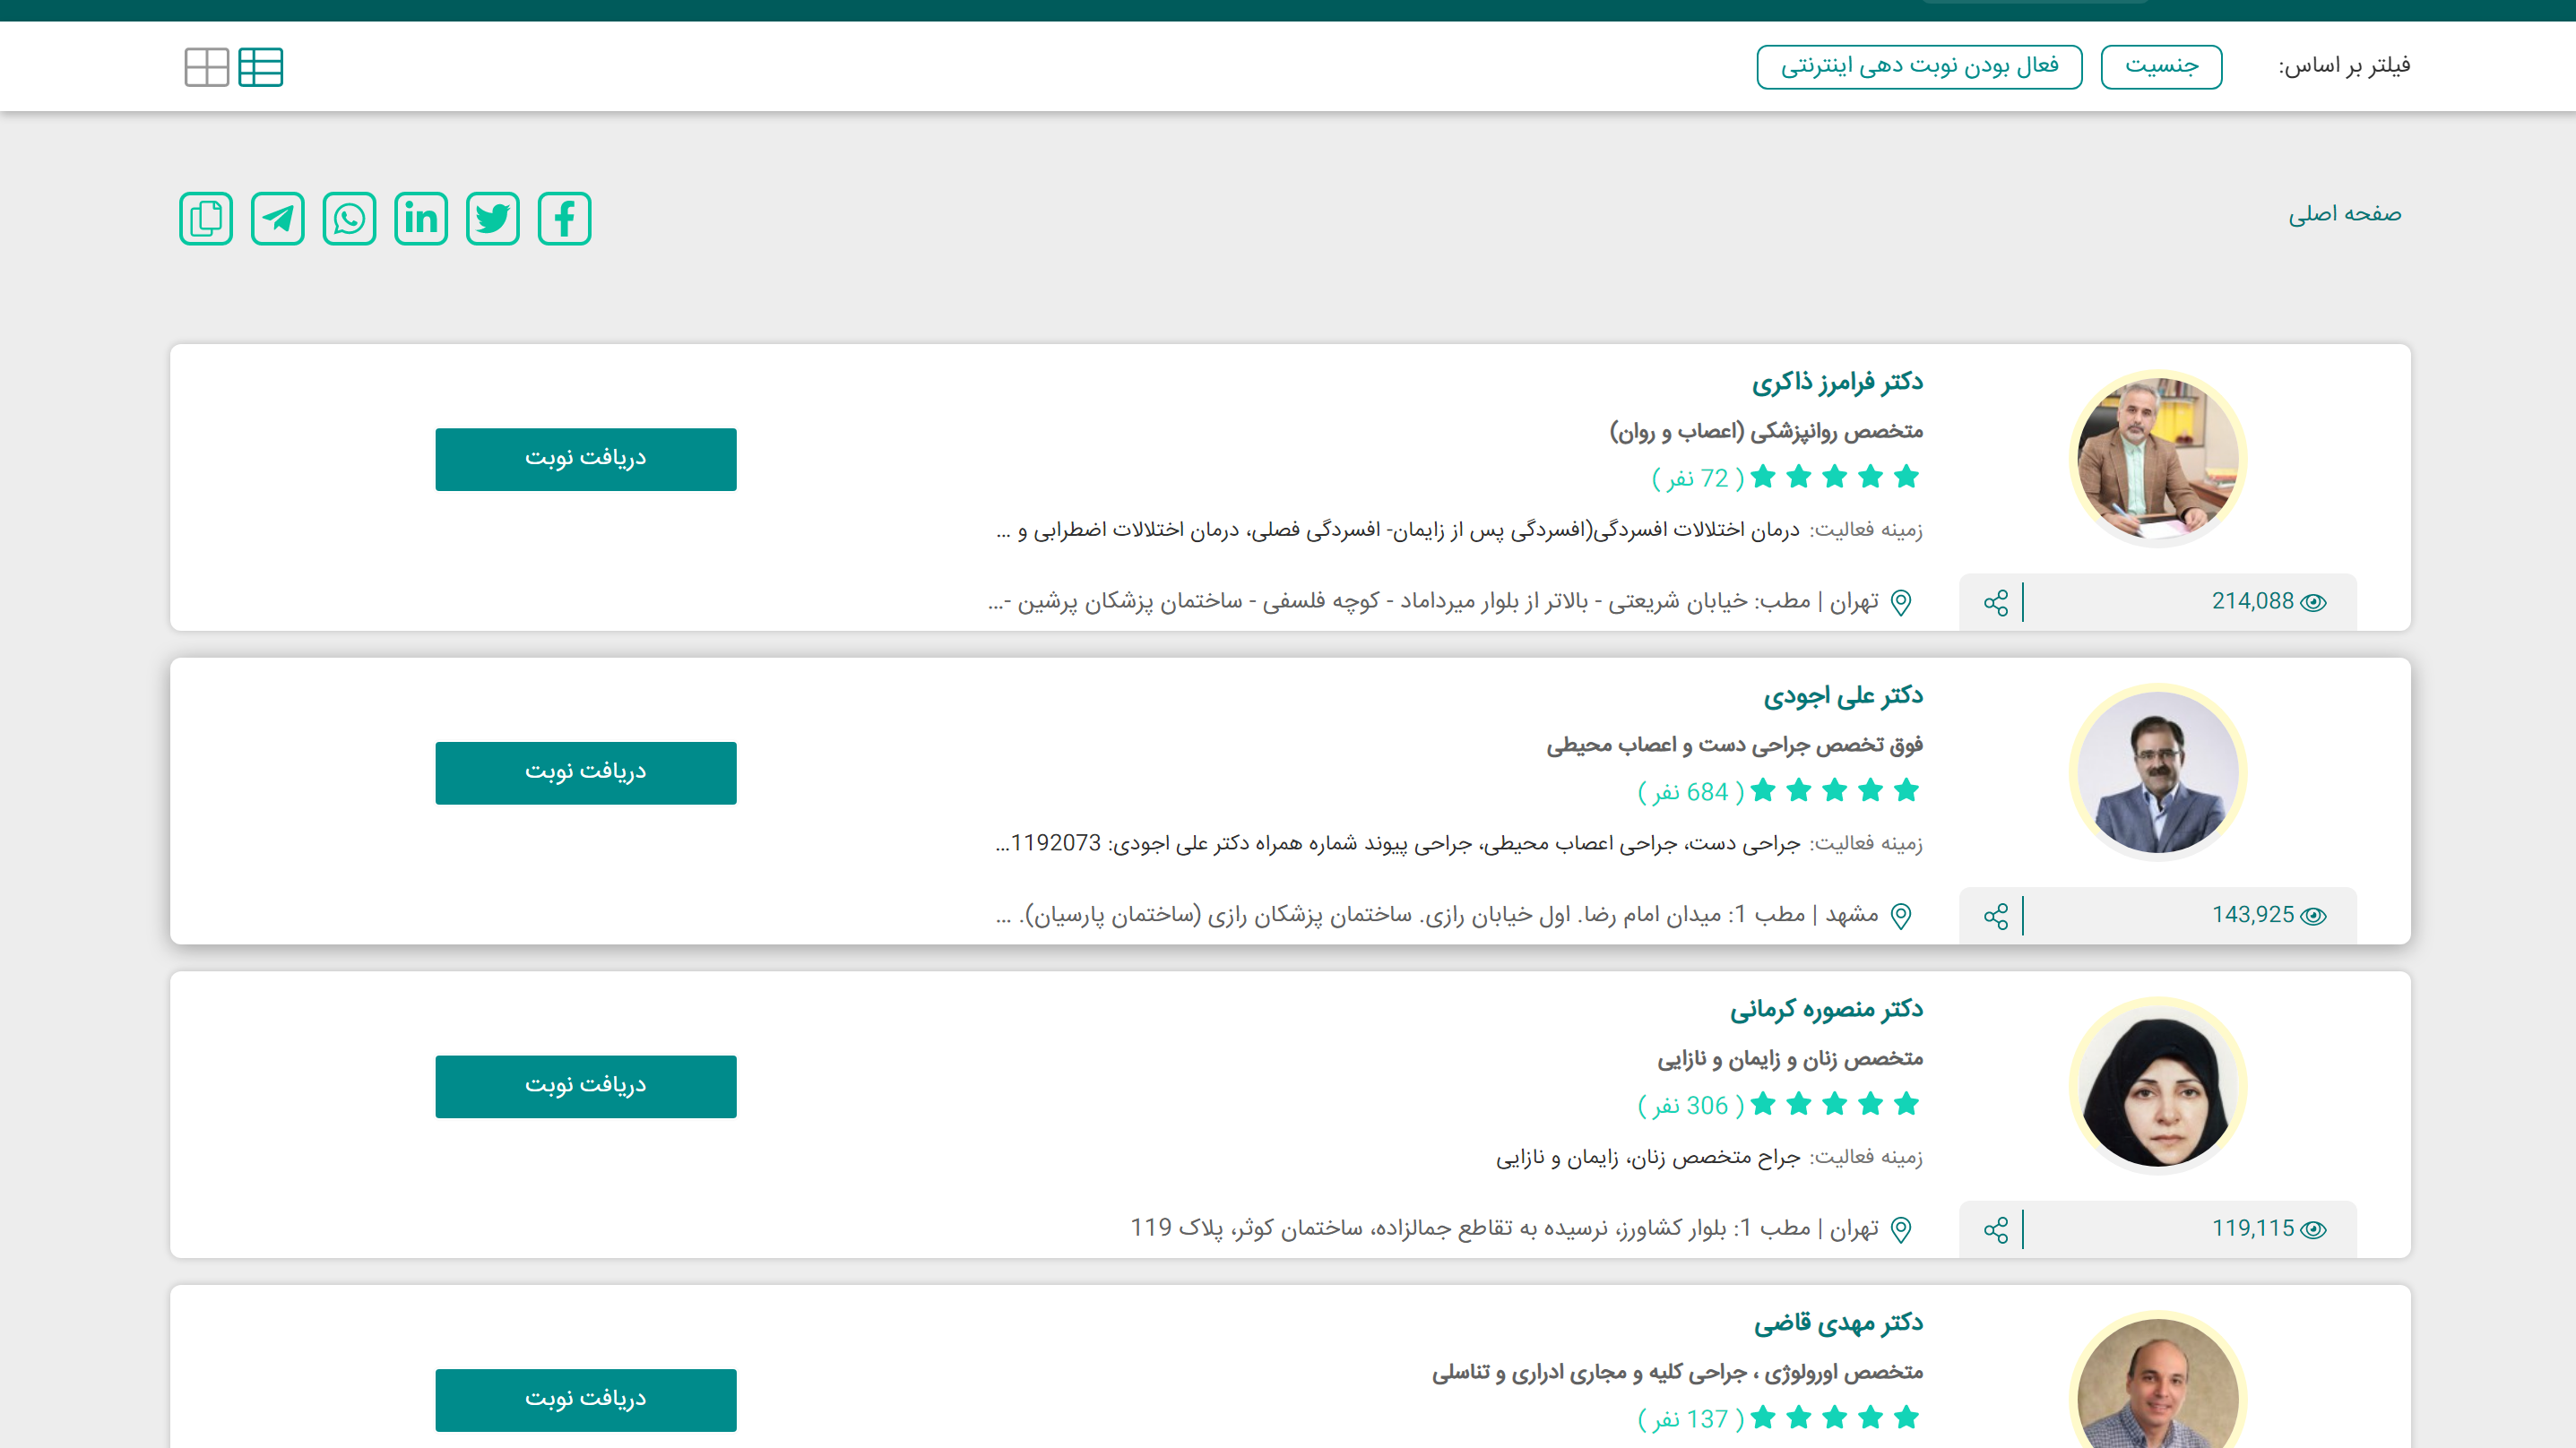 فیلتر بر اساس: جنسیت فعال بودن نوبت دهی اینترنتی
صفحه اصلی
دکتر فرامرز ذاکری
متخصص روانپزشکی (اعصاب و روان)
( 72 نفر )
زمینه فعالیت: درمان اختلالات افسردگی(افسردگی پس از زایمان- افسردگی فصلی، درمان اختلالات اضطرابی و ...
تهران | مطب: خیابان شریعتی - بالاتر از بلوار میرداماد - کوچه فلسفی - ساختمان پزشکان پرشین -...
214,088
دریافت نوبت
دکتر علی اجودی
فوق تخصص جراحی دست و اعصاب محیطی
( 684 نفر )
زمینه فعالیت: جراحی دست، جراحی اعصاب محیطی، جراحی پیوند شماره همراه دکتر علی اجودی: 1192073...
مشهد | مطب 1: میدان امام رضا. اول خیابان رازی. ساختمان پزشکان رازی (ساختمان پارسیان). ...
143,925
دریافت نوبت
دکتر منصوره کرمانی
متخصص زنان و زایمان و نازایی
( 306 نفر )
زمینه فعالیت: جراح متخصص زنان، زایمان و نازایی
تهران | مطب 1: بلوار کشاورز، نرسیده به تقاطع جمالزاده، ساختمان کوثر، پلاک 119
119,115
دریافت نوبت
دکتر مهدی قاضی
متخصص اورولوژی ، جراحی کلیه و مجاری ادراری و تناسلی
( 137 نفر )
دریافت نوبت